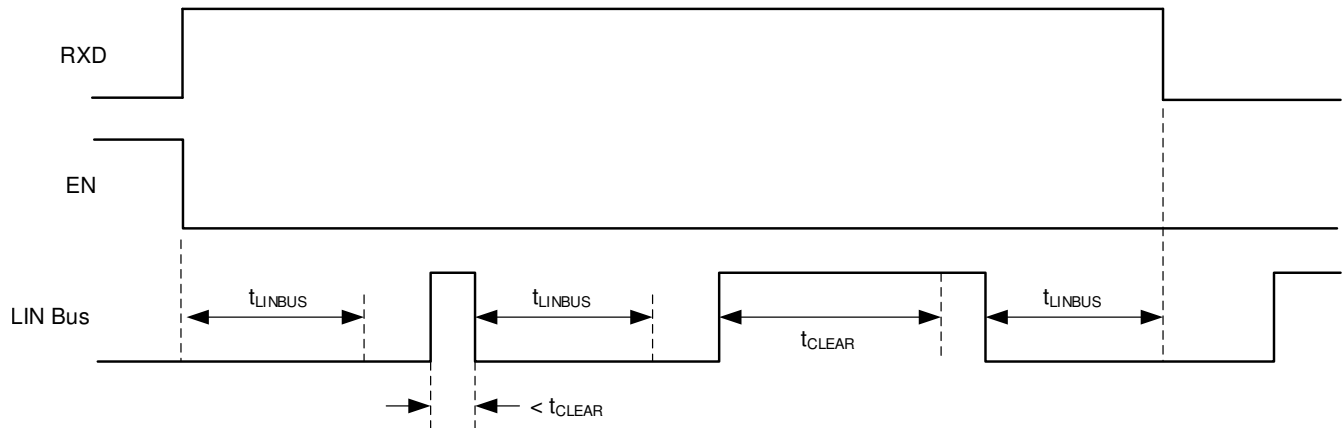 RXD
EN
LIN Bus
tLINBUS
tLINBUS
tCLEAR
tLINBUS
< tCLEAR